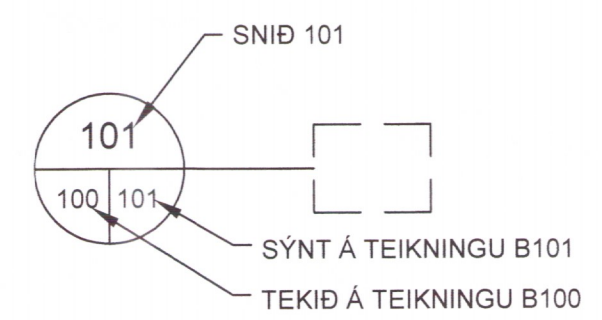 SNIÐ 101
101
100 101
SÝNT Á TEIKNINGU B101
TEKIÐ Á TEIKNINGU B100